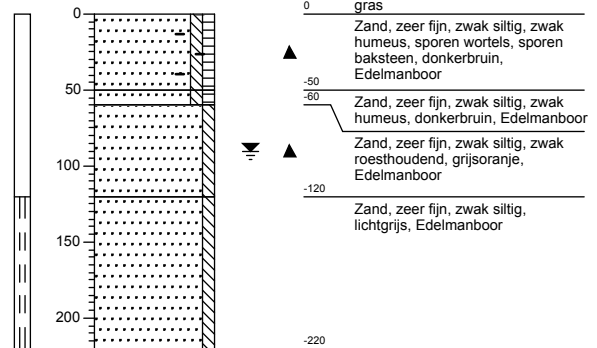 0
gras
0
Zand, zeer fijn, zwak siltig, zwak
humeus, sporen wortels, sporen
baksteen, donkerbruin,
Edelmanboor
50
-50
-60
Zand, zeer fijn, zwak siltig, zwak
humeus, donkerbruin, Edelmanboor
Zand, zeer fijn, zwak siltig, zwak
roesthoudend, grijsoranje,
Edelmanboor
100
-120
Zand, zeer fijn, zwak siltig,
lichtgrijs, Edelmanboor
150
200
-220